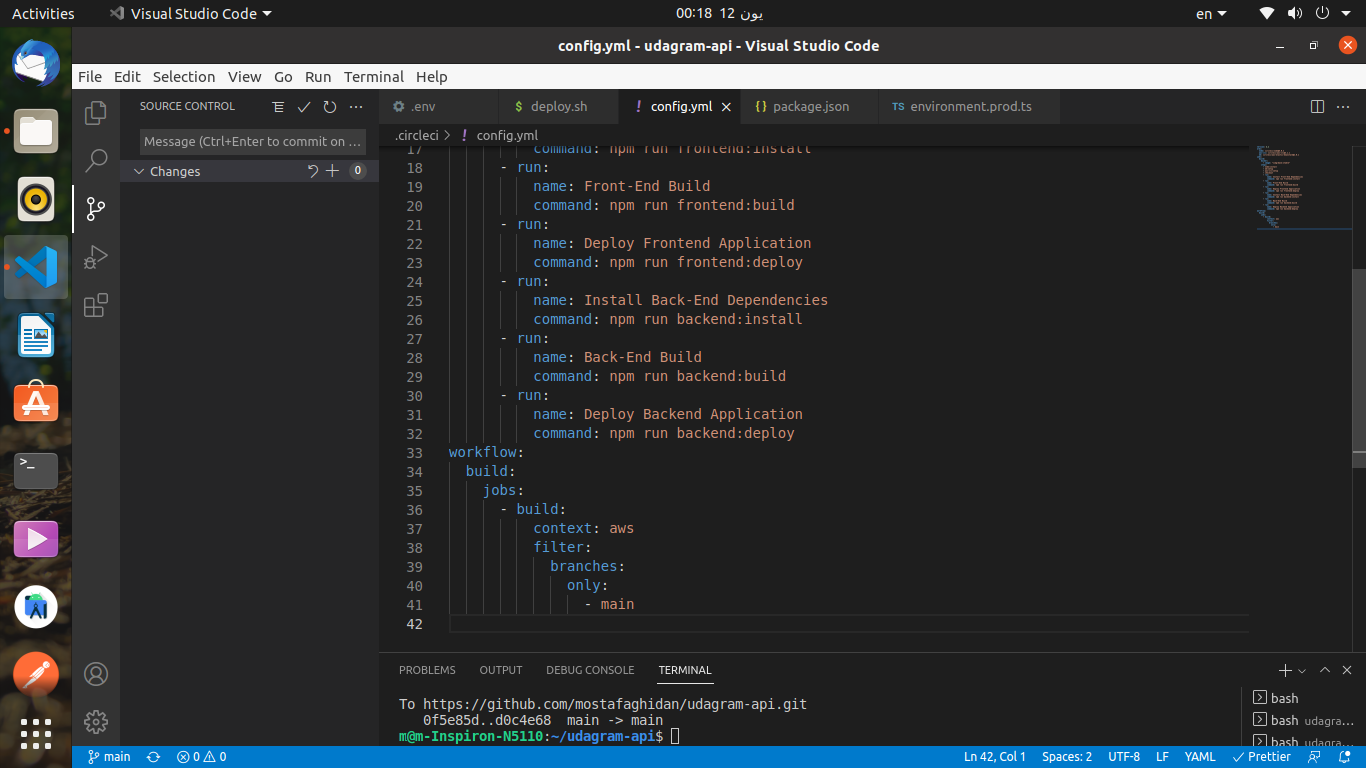 Activities
Visual Studio Code
00:18 12 يون
en
config.yml - udagram-api - Visual Studio Code
File Edit Selection View Go Run Terminal Help
SOURCE CONTROL
Message (Ctrl+Enter to commit on ...
Changes
0
.env
$ deploy.sh
! config.yml
{} package.json
TS environment.prod.ts
.circleci > ! config.yml
17 command: npm run frontend:install
18 - run:
19 name: Front-End Build
20 command: npm run frontend:build
21 - run:
22 name: Deploy Frontend Application
23 command: npm run frontend:deploy
24 - run:
25 name: Install Back-End Dependencies
26 command: npm run backend:install
27 - run:
28 name: Back-End Build
29 command: npm run backend:build
30 - run:
31 name: Deploy Backend Application
32 command: npm run backend:deploy
33 workflow:
34 build:
35 jobs:
36 - build:
37 context: aws
38 filter:
39 branches:
40 only:
41 - main
42
PROBLEMS OUTPUT DEBUG CONSOLE TERMINAL
To https://github.com/mostafaghidan/udagram-api.git
0f5e85d..d0c4e68 main -> main
m@m-Inspiron-N5110:~/udagram-api$
bash
bash udagra...
bash udagra...
main
0 0
Ln 42, Col 1
Spaces: 2
UTF-8
LF
YAML
Prettier